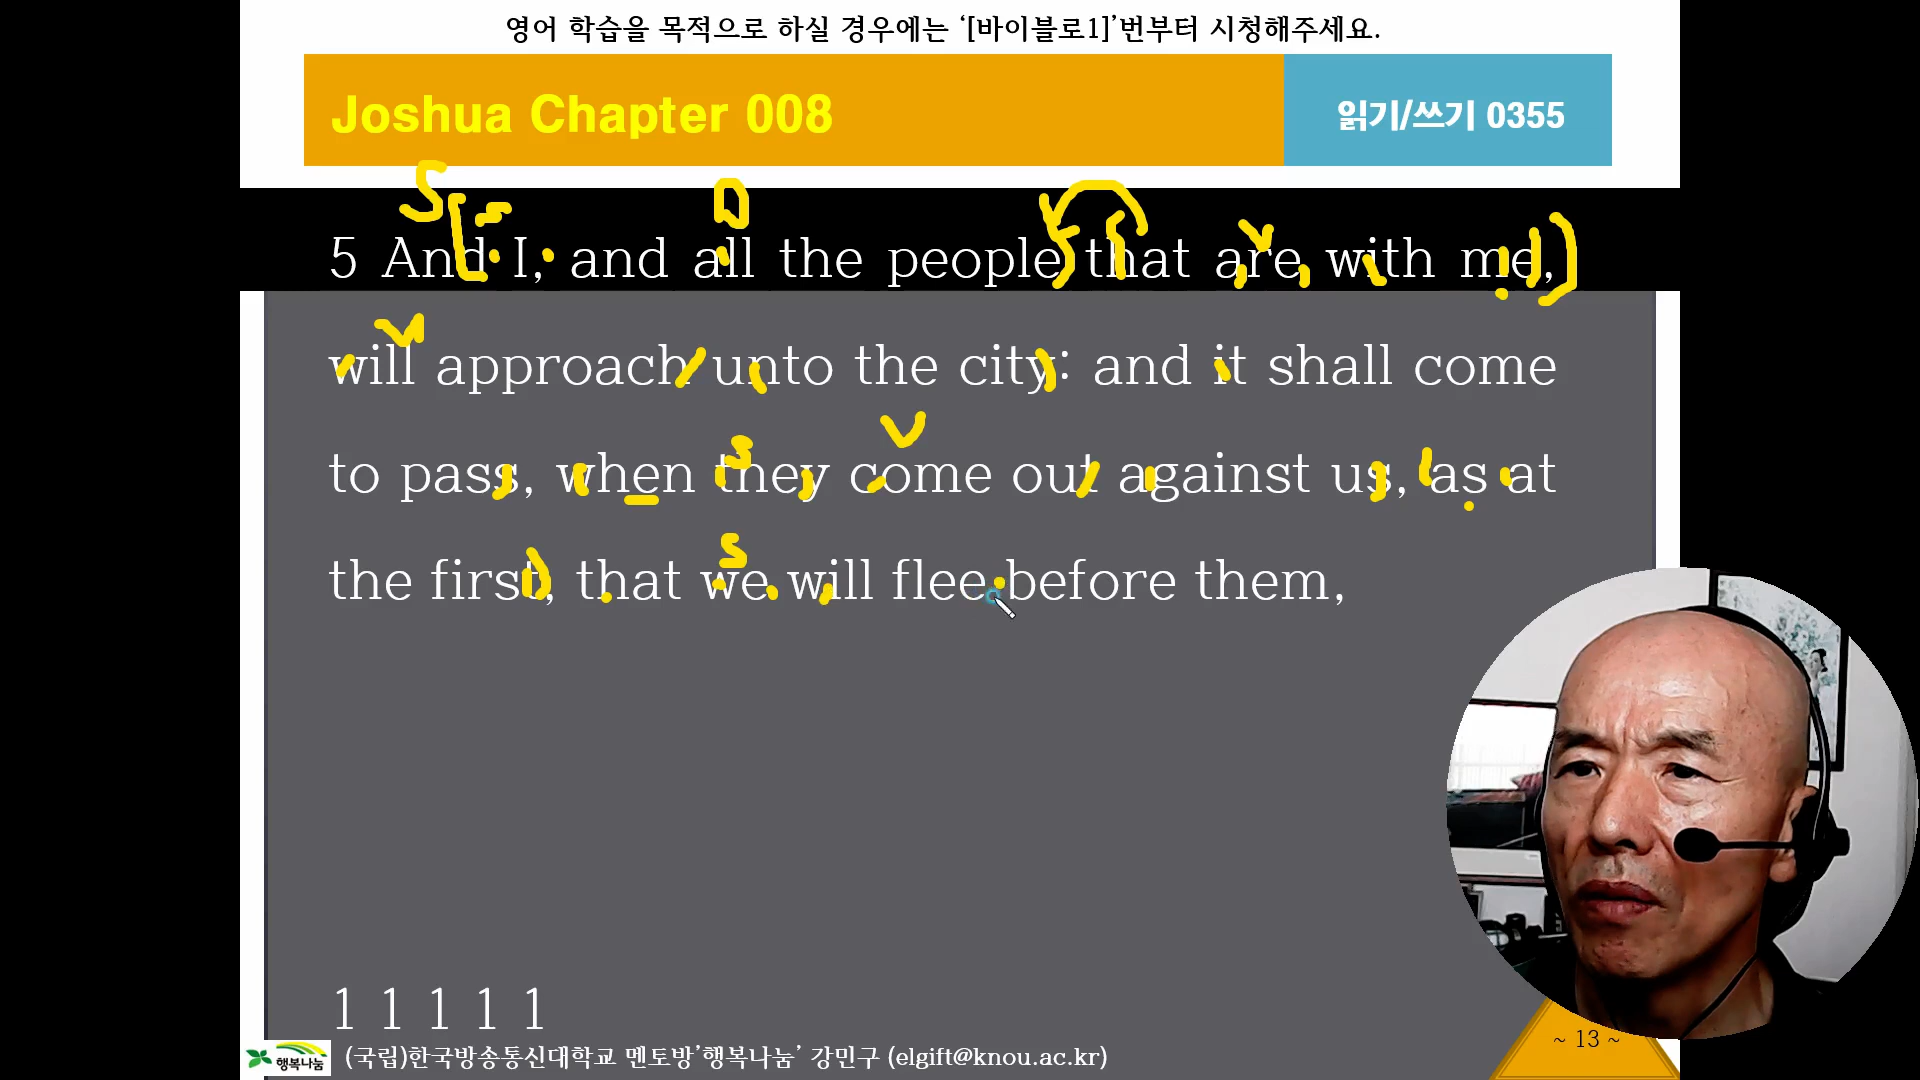 영어 학습을 목적으로 하실 경우에는 ‘[바이블로1]’번부터 시청해주세요.
Joshua Chapter 008
읽기/쓰기 0355
5 And I, and all the people that are with me,
will approach unto the city: and it shall come
to pass, when they come out against us, as at
the first, that we will flee before them,
1 1 1 1 1
행복나눔
(국립)한국방송통신대학교 멘토방’행복나눔’ 강민구 (elgift@knou.ac.kr)
~ 13 ~